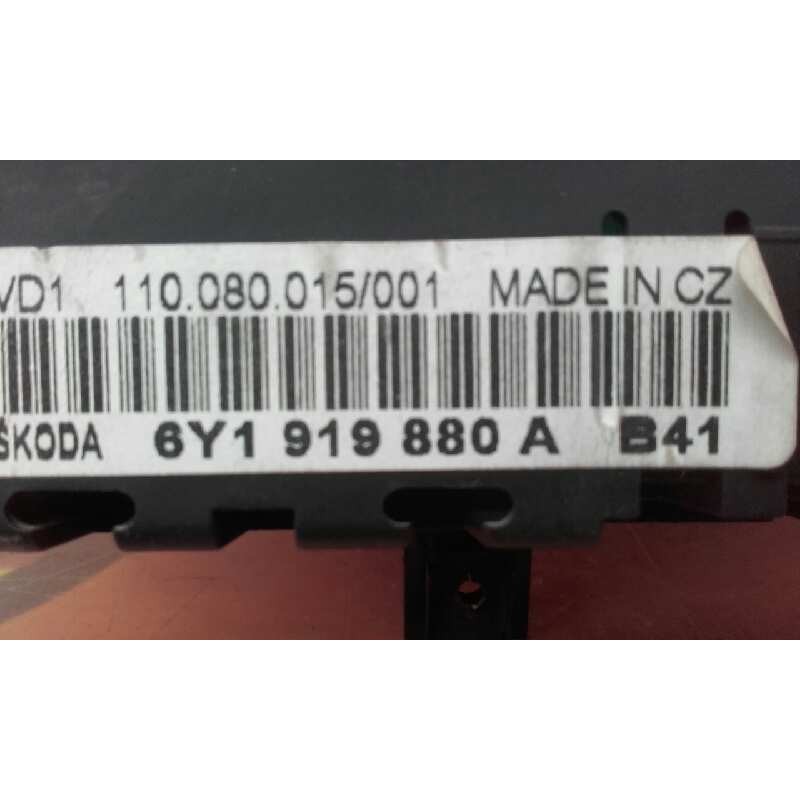 VD1 110.080.015/001 MADE IN CZ
ŠKODA 6Y1 919 880 A B41